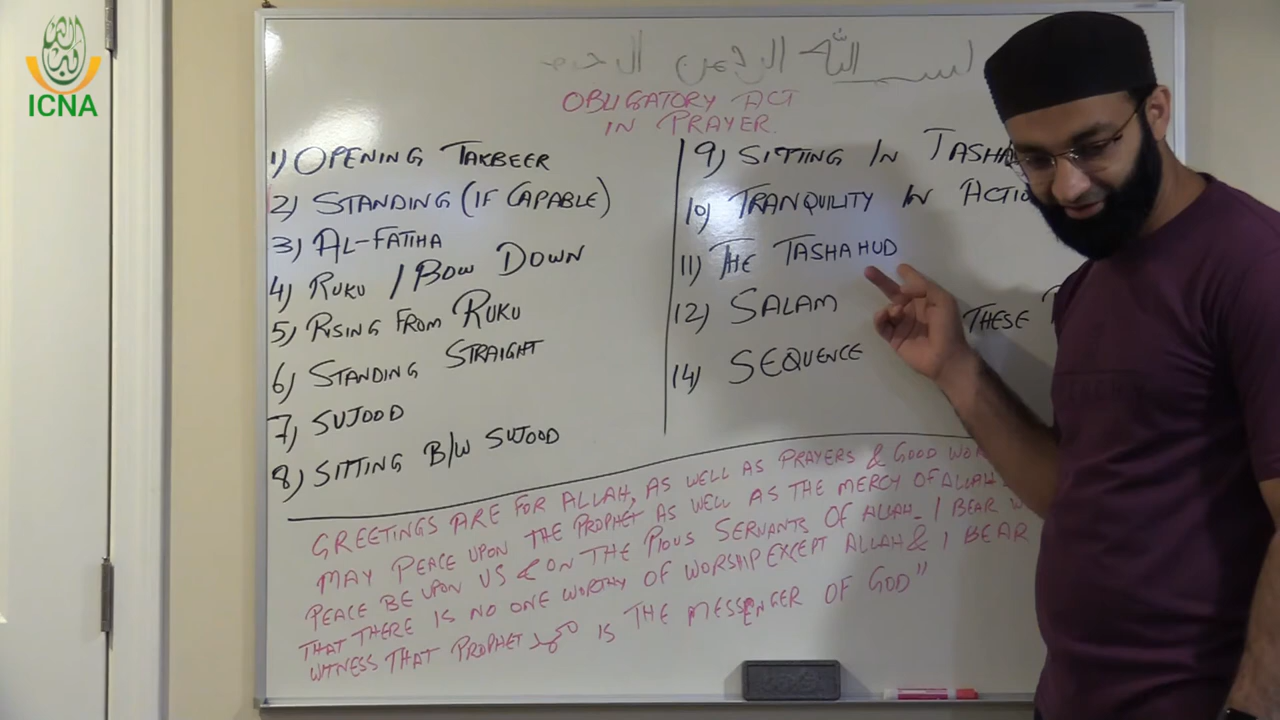 ICNA
بسم الله الرحمن الرحيم
OBLIGATORY ACT
IN PRAYER.
1) OPENING TAKBEER
2) STANDING (IF CAPABLE)
3) AL-FATIHA
4) RUKU / BOW DOWN
5) RISING FROM RUKU
6) STANDING STRAIGHT
7) SUJOOD
8) SITTING B/W SUJOOD
9) SITTING IN TASHA
10) TRANQUILITY IN ACTIO
11) THE TASHAHUD
12) SALAM
THESE
14) SEQUENCE
GREETINGS ARE FOR ALLAH, AS WELL AS PRAYERS & GOOD WOR
MAY PEACE UPON THE PROPHET AS WELL AS THE MERCY OF ALLAH
PEACE BE UPON US & ON THE PIOUS SERVANTS OF ALLAH. I BEAR W
THAT THERE IS NO ONE WORTHY OF WORSHIP EXCEPT ALLAH & I BEAR
WITNESS THAT PROPHET محمد IS THE MESSENGER OF GOD"